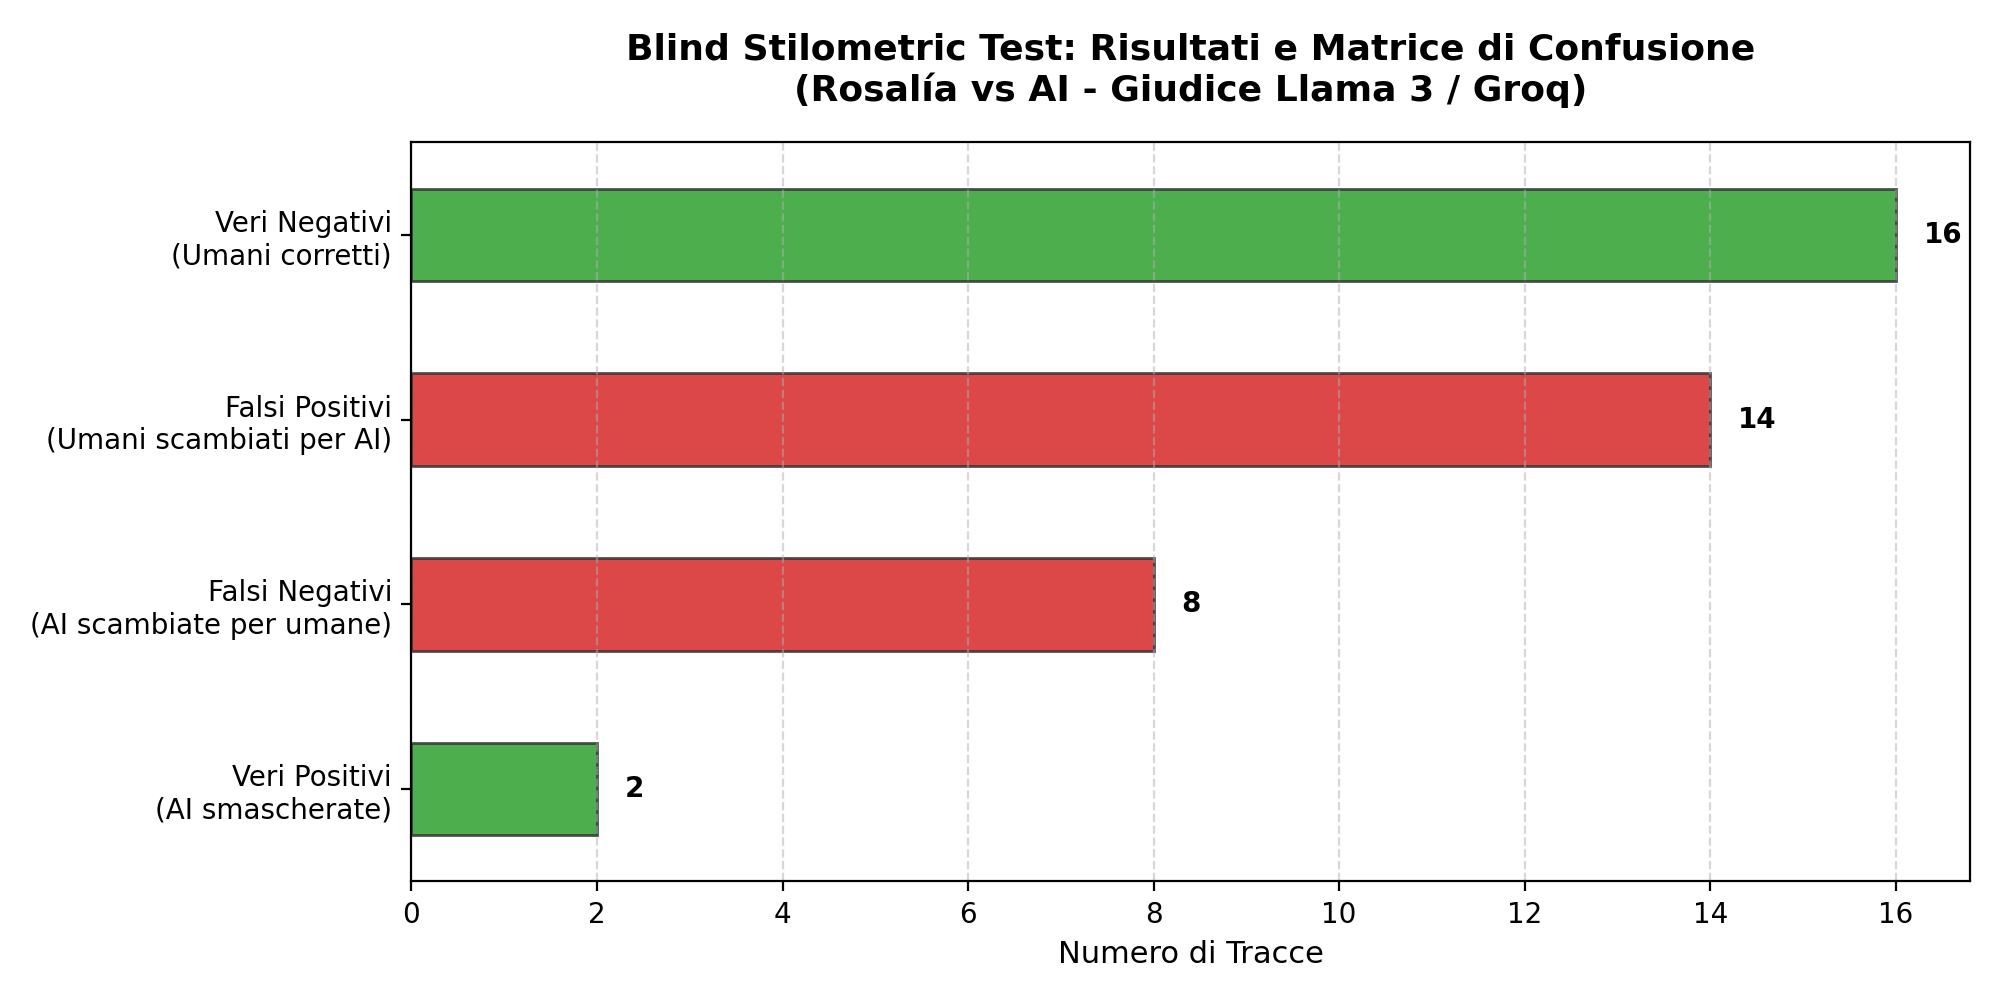 Blind Stilometric Test: Risultati e Matrice di Confusione
(Rosalía vs AI - Giudice Llama 3 / Groq)
Veri Negativi
(Umani corretti)
16
Falsi Positivi
(Umani scambiati per AI)
14
Falsi Negativi
(AI scambiate per umane)
8
Veri Positivi
(AI smascherate)
2
0 2 4 6 8 10 12 14 16
Numero di Tracce